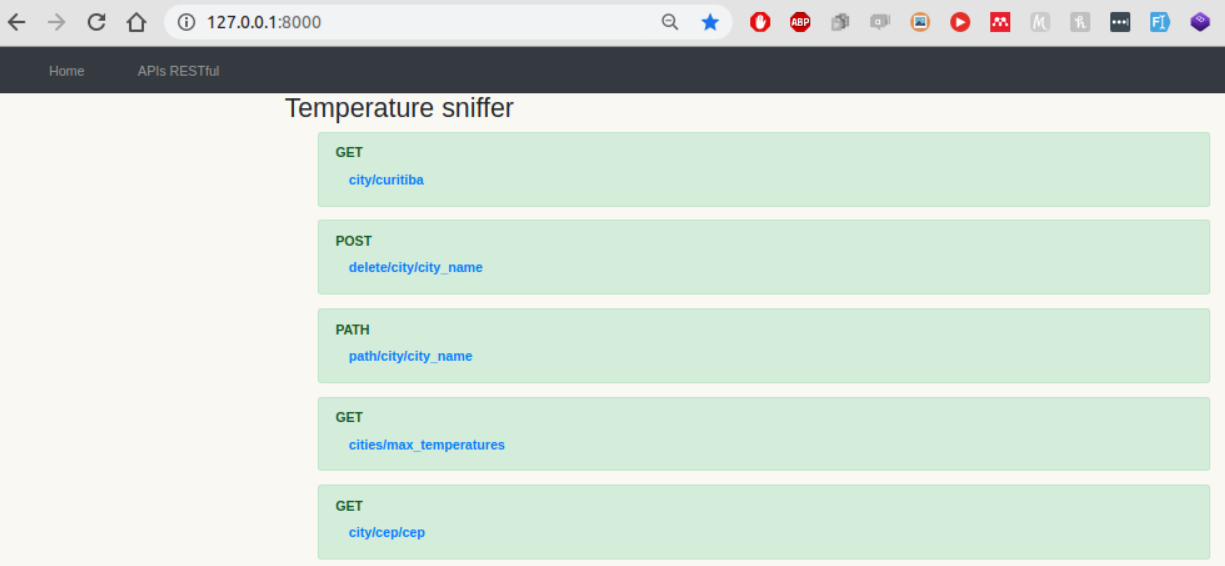 127.0.0.1:8000
ABP
Home APIs RESTful
Temperature sniffer
GET
city/curitiba
POST
delete/city/city_name
PATH
path/city/city_name
GET
cities/max_temperatures
GET
city/cep/cep